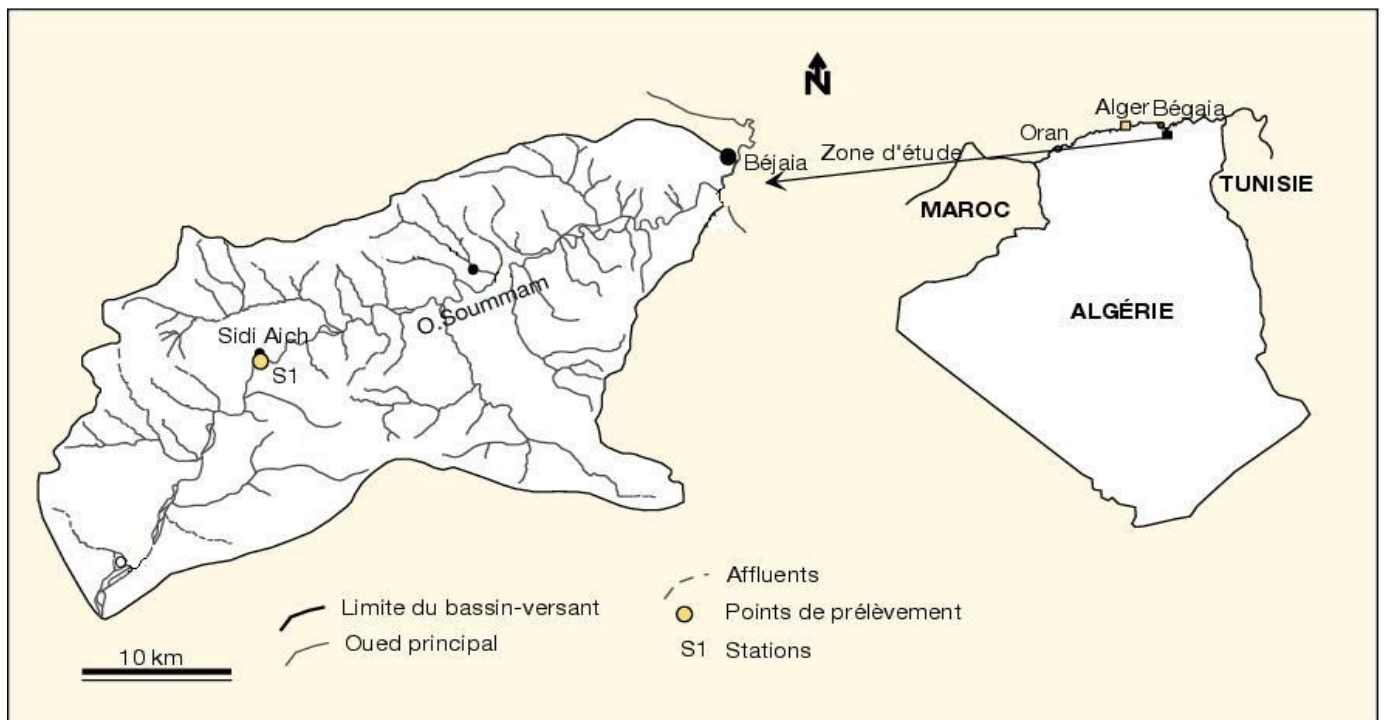 N
Alger Bégaia
Oran
Béjaia
Zone d'étude
TUNISIE
MAROC
O.Soummam
ALGÉRIE
Sidi Aich
S1
Affluents
Limite du bassin-versant
Points de prélèvement
Oued principal
S1 Stations
10 km